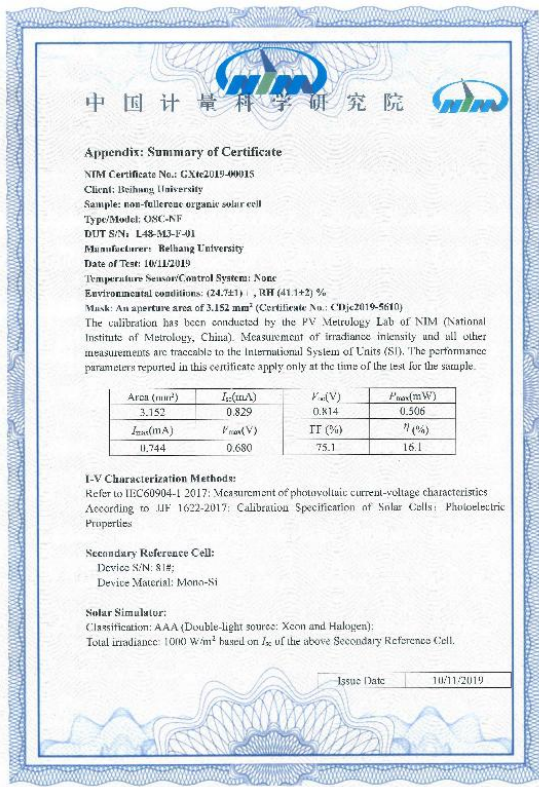 NIM
中国计量科学研究院
NIM
Appendix: Summary of Certificate
NIM Certificate No.: GXtc2019-00015
Client: Beihang University
Sample: non-fullerene organic solar cell
Type/Model: OSC-NF
DUT S/N: L48-M3-F-01
Manufacturer: Beihang University
Date of Test: 10/11/2019
Temperature Sensor/Control System: None
Environmental conditions: (24.7±1) , RH (41.1±2) %
Mask: An aperture area of 3.152 mm² (Certificate No.: CDjc2019-5610)
The calibration has been conducted by the PV Metrology Lab of NIM (National
Institute of Metrology, China). Measurement of irradiance intensity and all other
measurements are traceable to the International System of Units (SI). The performance
parameters reported in this certificate apply only at the time of the test for the sample.
Area (mm²) Isc(mA) Voc(V) Pmax(mW)
3.152 0.829 0.814 0.506
Imax(mA) Vmax(V) FF (%) η (%)
0.744 0.680 75.1 16.1
I-V Characterization Methods:
Refer to IEC60904-1 2017: Measurement of photovoltaic current-voltage characteristics
According to JJF 1622-2017: Calibration Specification of Solar Cells: Photoelectric
Properties
Secondary Reference Cell:
Device S/N: 81#;
Device Material: Mono-Si
Solar Simulator:
Classification: AAA (Double-light source: Xeon and Halogen);
Total irradiance: 1000 W/m² based on Isc of the above Secondary Reference Cell.
Issue Date 10/11/2019